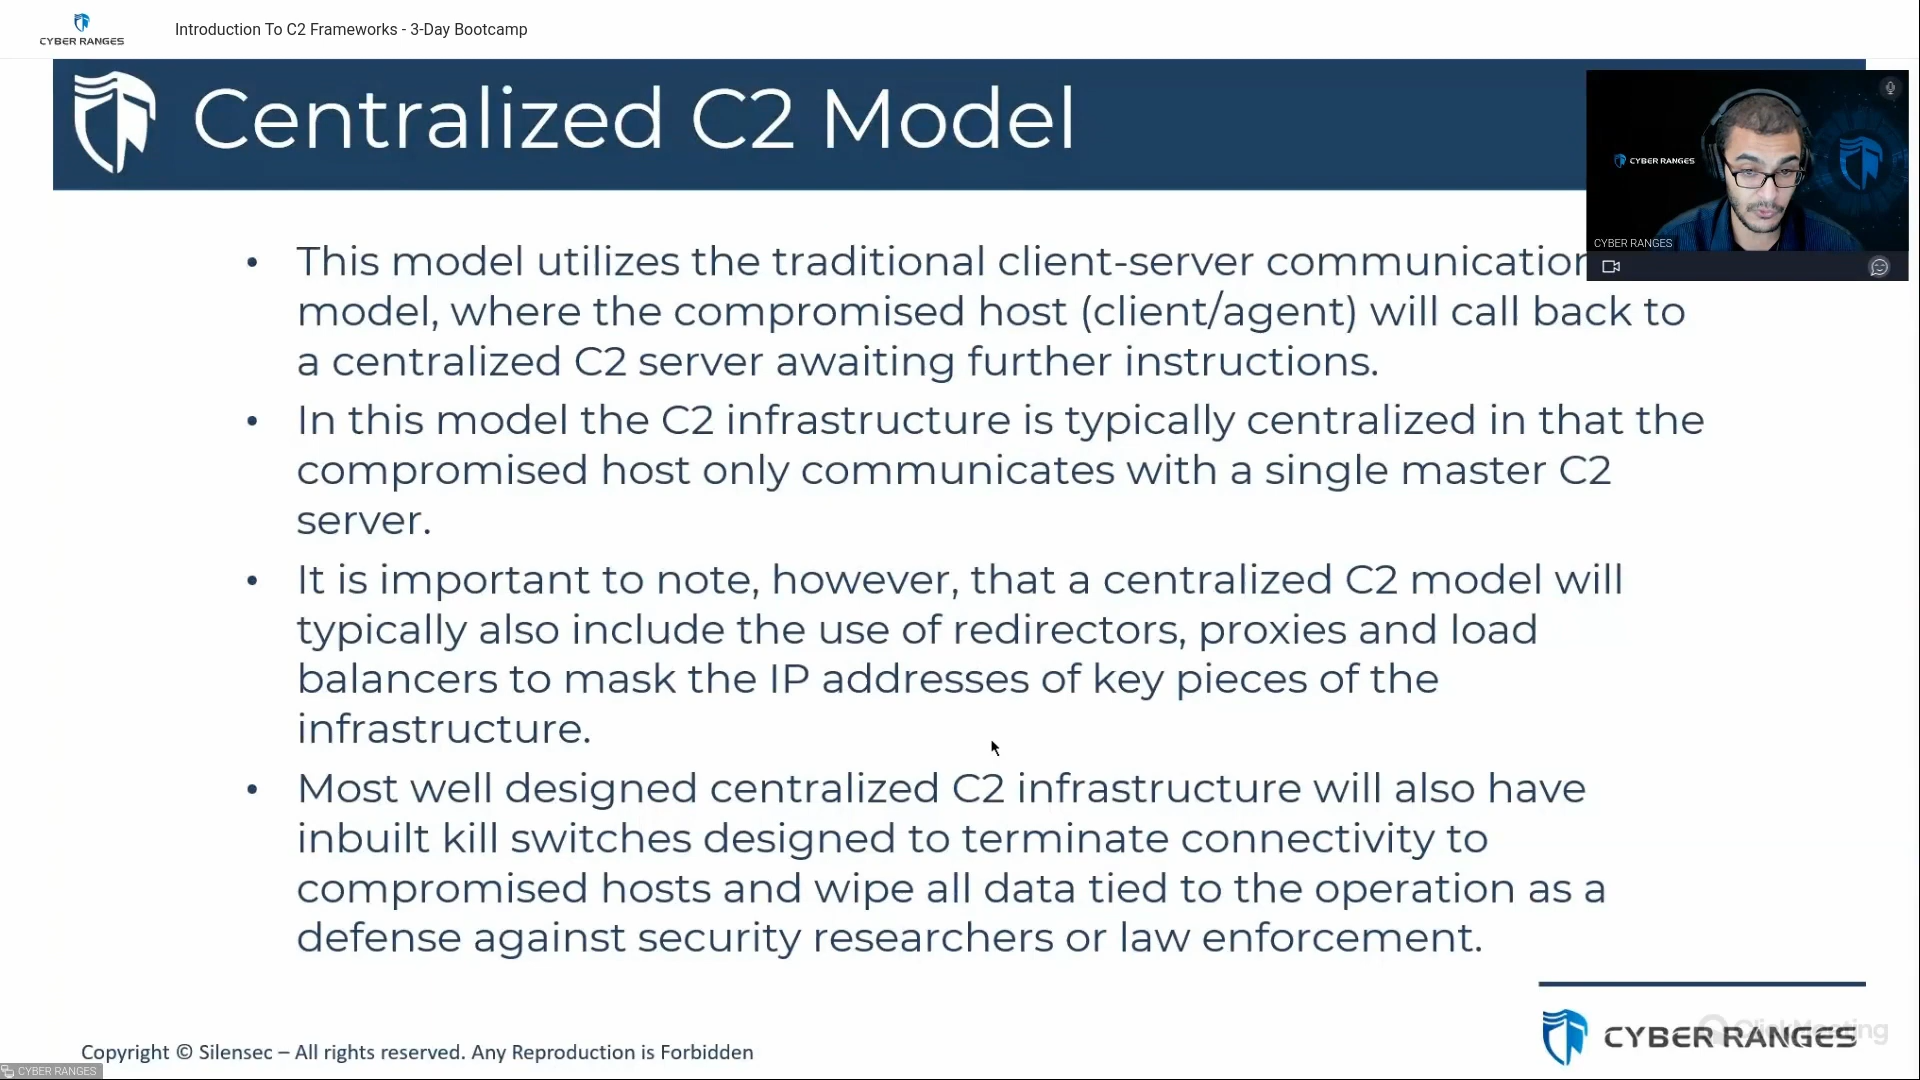 CYBER RANGES
Introduction To C2 Frameworks - 3-Day Bootcamp
Centralized C2 Model
CYBER RANGES
CYBER RANGES
• This model utilizes the traditional client-server communication
model, where the compromised host (client/agent) will call back to
a centralized C2 server awaiting further instructions.
• In this model the C2 infrastructure is typically centralized in that the
compromised host only communicates with a single master C2
server.
• It is important to note, however, that a centralized C2 model will
typically also include the use of redirectors, proxies and load
balancers to mask the IP addresses of key pieces of the
infrastructure.
• Most well designed centralized C2 infrastructure will also have
inbuilt kill switches designed to terminate connectivity to
compromised hosts and wipe all data tied to the operation as a
defense against security researchers or law enforcement.
Copyright © Silensec – All rights reserved. Any Reproduction is Forbidden
CYBER RANGES
ClickMeeting
CYBER RANGES